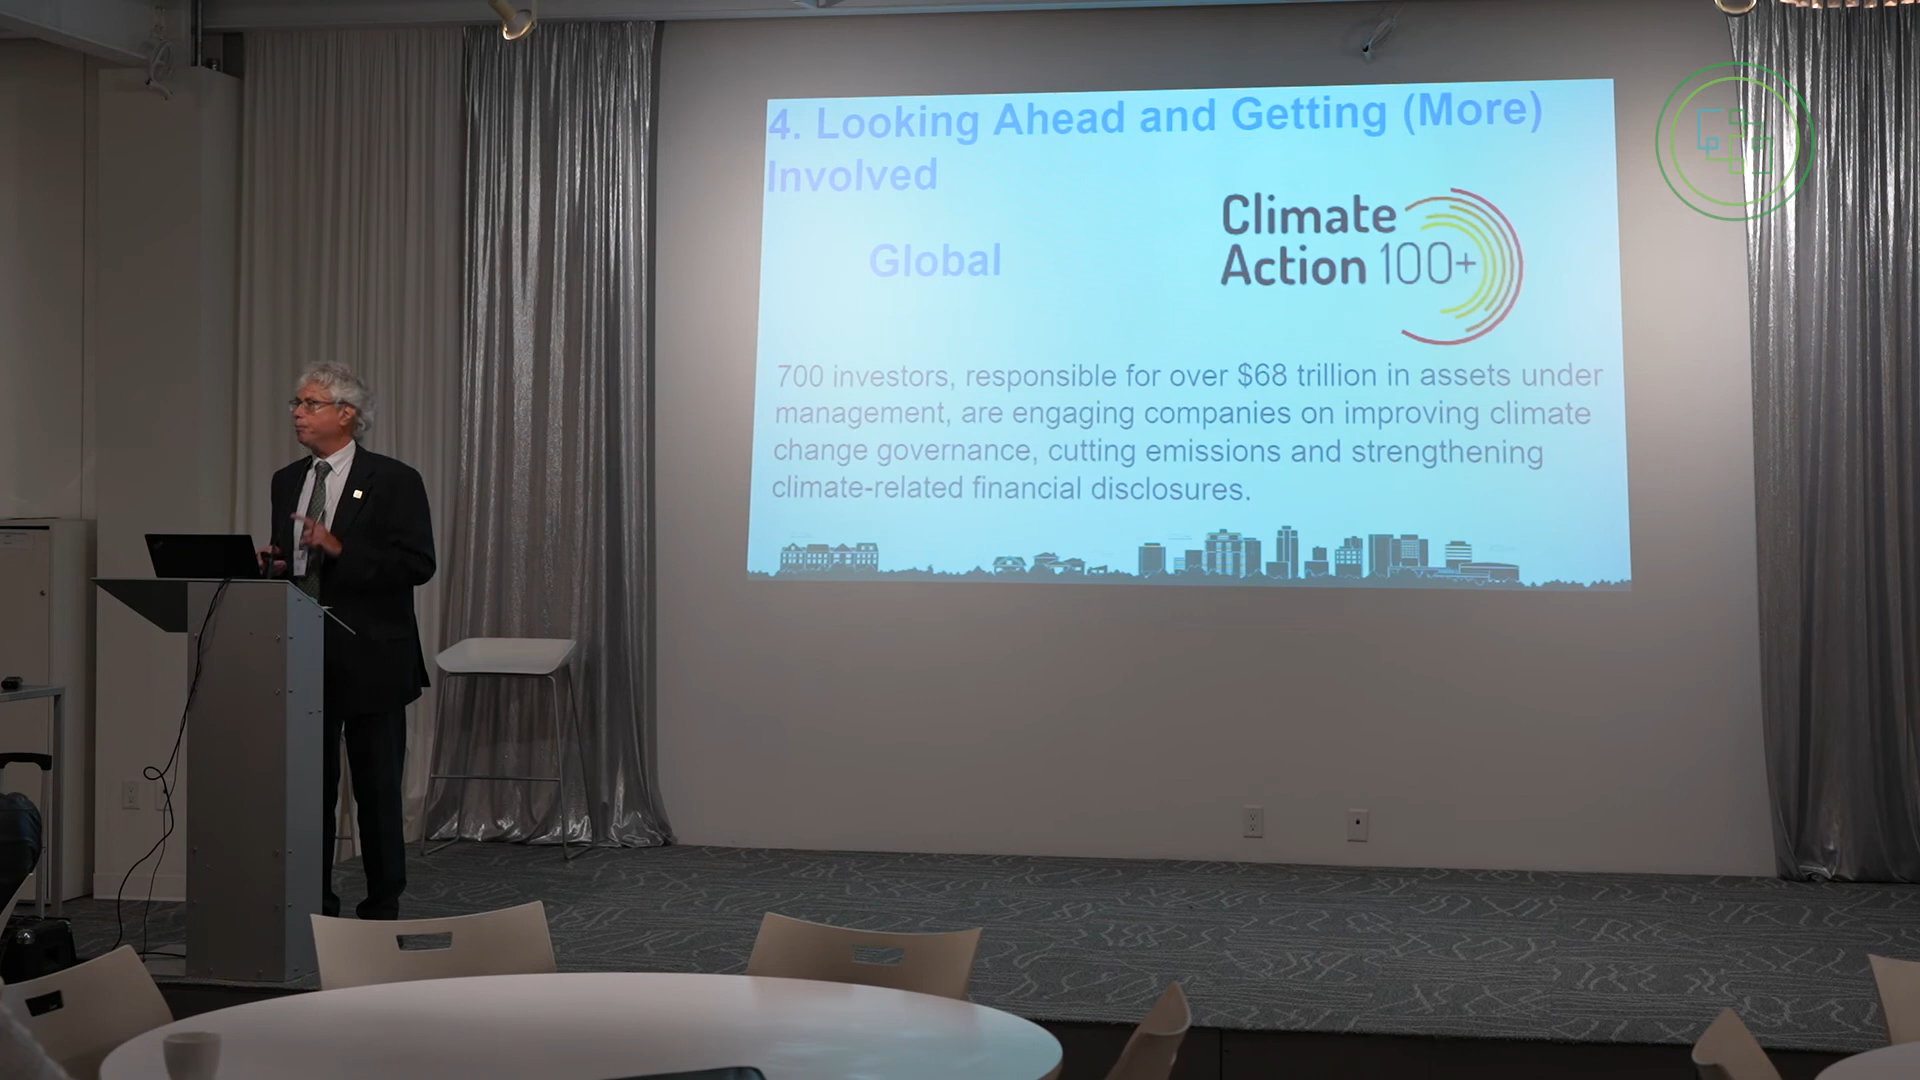 4. Looking Ahead and Getting (More)
Involved
Global
Climate
Action 100+
700 investors, responsible for over $68 trillion in assets under
management, are engaging companies on improving climate
change governance, cutting emissions and strengthening
climate-related financial disclosures.